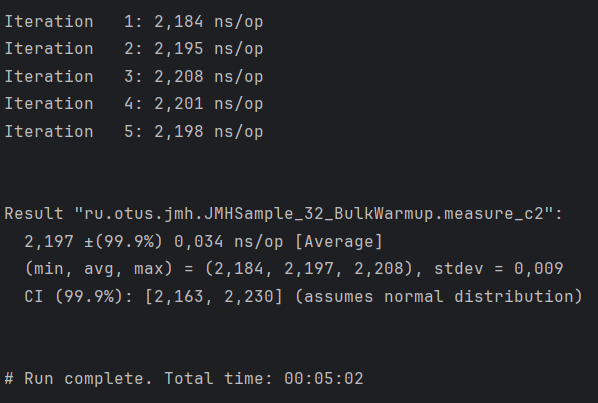 Iteration   1: 2,184 ns/op
Iteration   2: 2,195 ns/op
Iteration   3: 2,208 ns/op
Iteration   4: 2,201 ns/op
Iteration   5: 2,198 ns/op
Result "ru.otus.jmh.JMHSample_32_BulkWarmup.measure_c2":
  2,197 ±(99.9%) 0,034 ns/op [Average]
  (min, avg, max) = (2,184, 2,197, 2,208), stdev = 0,009
  CI (99.9%): [2,163, 2,230] (assumes normal distribution)
# Run complete. Total time: 00:05:02